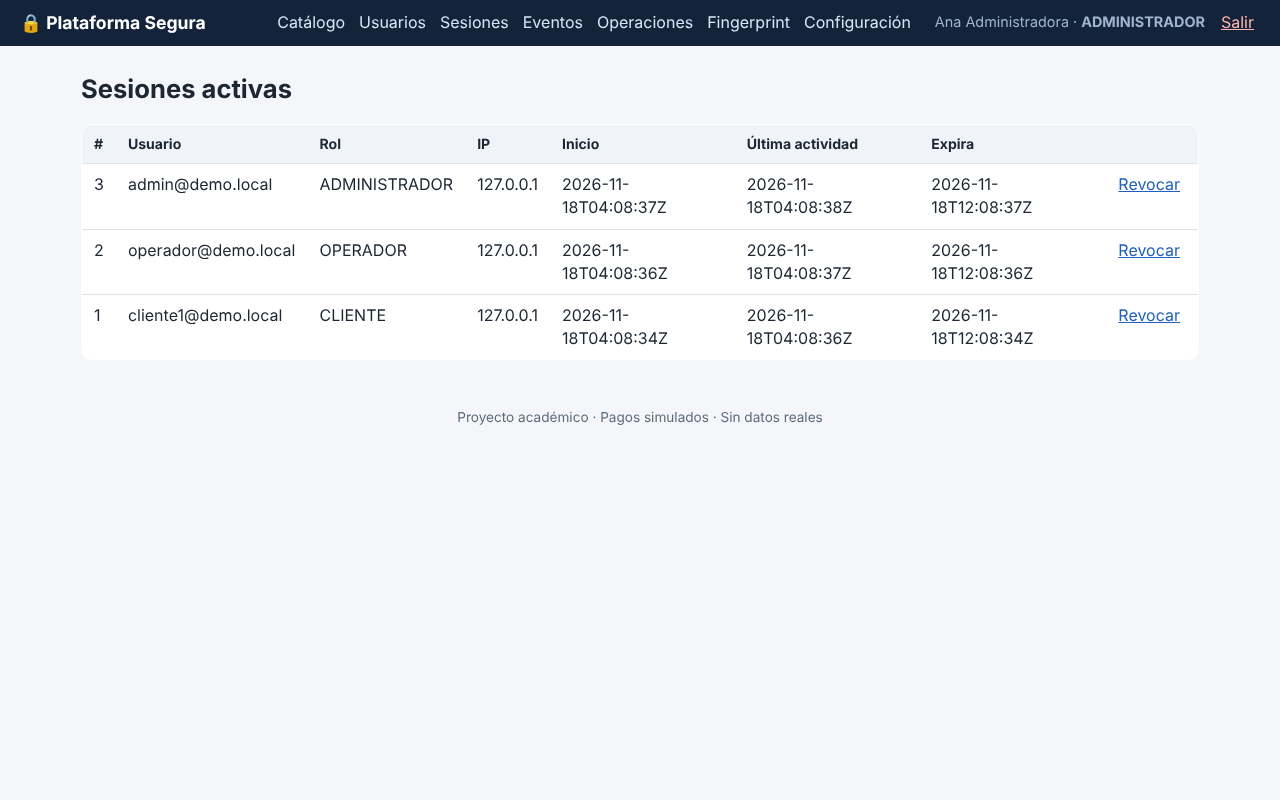 🔒 Plataforma Segura Catálogo Usuarios Sesiones Eventos Operaciones Fingerprint Configuración Ana Administradora · ADMINISTRADOR Salir
Sesiones activas
# Usuario Rol IP Inicio Última actividad Expira
3 admin@demo.local ADMINISTRADOR 127.0.0.1 2026-11- 2026-11- 2026-11- Revocar
18T04:08:37Z 18T04:08:38Z 18T12:08:37Z
2 operador@demo.local OPERADOR 127.0.0.1 2026-11- 2026-11- 2026-11- Revocar
18T04:08:36Z 18T04:08:37Z 18T12:08:36Z
1 cliente1@demo.local CLIENTE 127.0.0.1 2026-11- 2026-11- 2026-11- Revocar
18T04:08:34Z 18T04:08:36Z 18T12:08:34Z
Proyecto académico · Pagos simulados · Sin datos reales